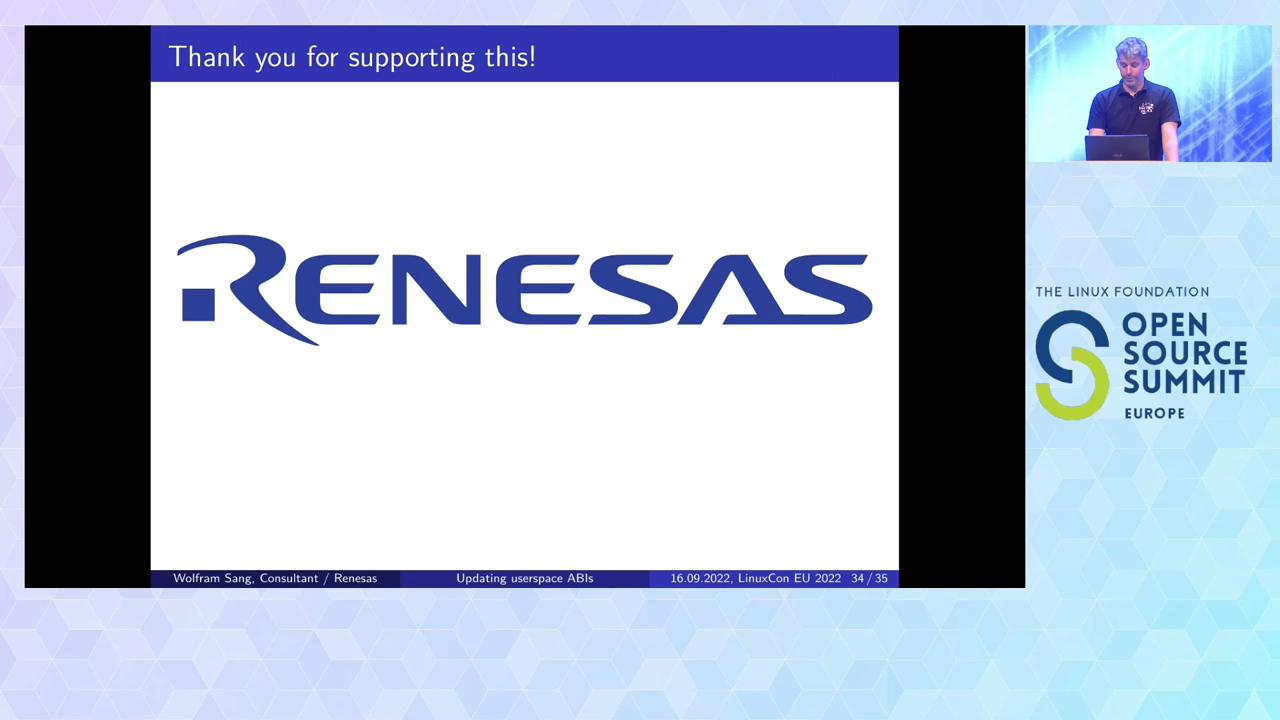 Thank you for supporting this!
RENESAS
Wolfram Sang, Consultant / Renesas
Updating userspace ABIs
16.09.2022, LinuxCon EU 2022 34 / 35
THE LINUX FOUNDATION
OPEN
SOURCE
SUMMIT
EUROPE